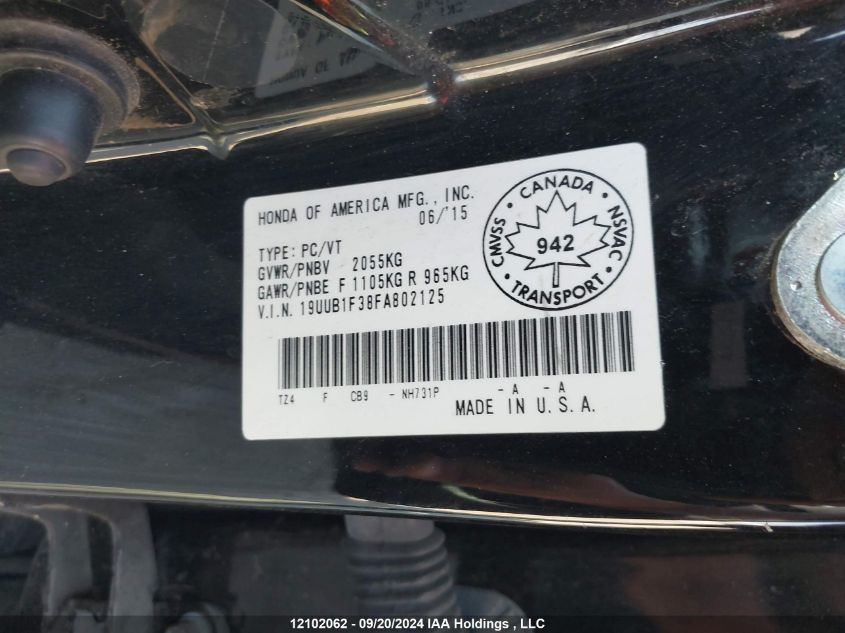 HONDA OF AMERICA MFG., INC.
06/'15
TYPE: PC/VT
GVWR/PNBV 2055KG
GAWR/PNBE F 1105KG R 965KG
V.I.N. 19UUB1F38FA802125
CANADA
CMVSS
NSVAC
942
TRANSPORT
TZ4 F CB9 - NH731P - A - A
MADE IN U.S.A.
12102062 - 09/20/2024 IAA Holdings , LLC